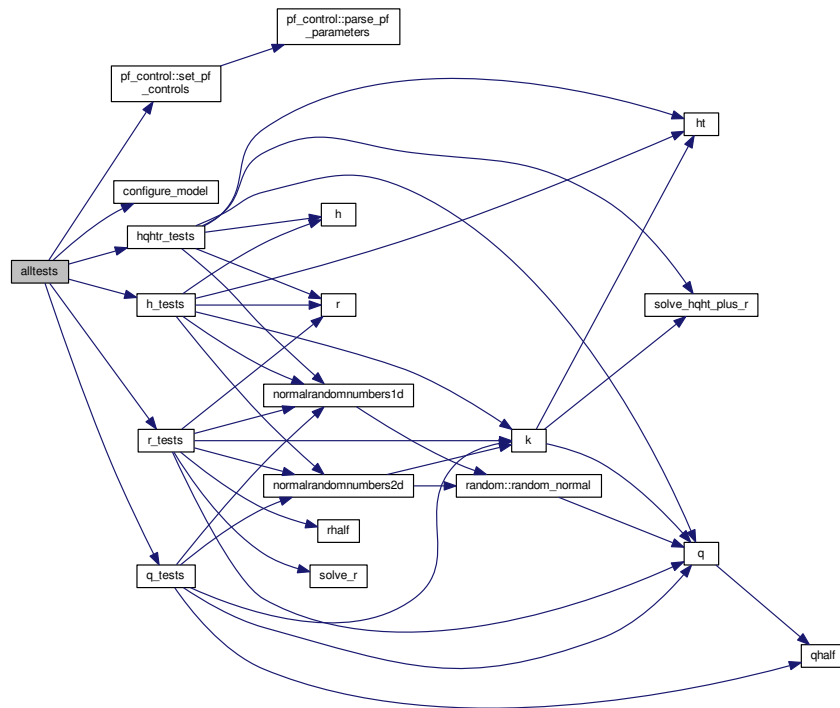 pf_control::parse_pf
_parameters
pf_control::set_pf
_controls
ht
configure_model
h
hqhtr_tests
alltests
h_tests
r
solve_hqht_plus_r
normalrandomnumbers1d
r_tests
k
normalrandomnumbers2d
random::random_normal
rhalf
q
q_tests
solve_r
qhalf